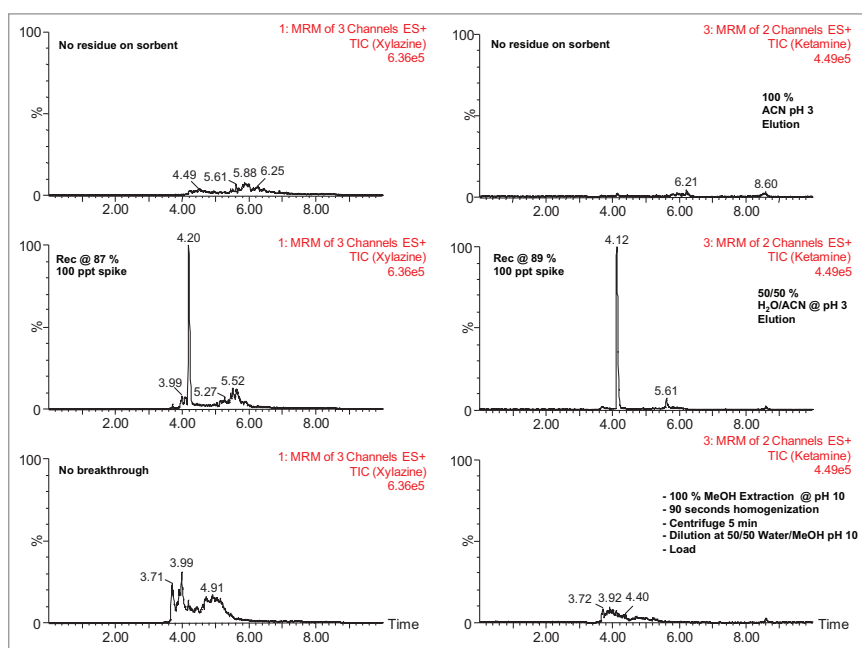 1: MRM of 3 Channels ES+
TIC (Xylazine)
6.36e5
No residue on sorbent
100
%
0
4.49
5.61
5.88
6.25
2.00 4.00 6.00 8.00
3: MRM of 2 Channels ES+
TIC (Ketamine)
4.49e5
No residue on sorbent
100 %
ACN pH 3
Elution
100
%
0
6.21
8.60
2.00 4.00 6.00 8.00
1: MRM of 3 Channels ES+
TIC (Xylazine)
6.36e5
Rec @ 87 %
100 ppt spike
100
%
0
4.20
3.99
5.27
5.52
2.00 4.00 6.00 8.00
3: MRM of 2 Channels ES+
TIC (Ketamine)
4.49e5
Rec @ 89 %
100 ppt spike
50/50 %
H₂O/ACN @ pH 3
Elution
100
%
0
4.12
5.61
2.00 4.00 6.00 8.00
1: MRM of 3 Channels ES+
TIC (Xylazine)
6.36e5
No breakthrough
100
%
0
3.71
3.99
4.91
2.00 4.00 6.00 8.00 Time
3: MRM of 2 Channels ES+
TIC (Ketamine)
4.49e5
- 100 % MeOH Extraction @ pH 10
- 90 seconds homogenization
- Centrifuge 5 min
- Dilution at 50/50 Water/MeOH pH 10
- Load
100
%
0
3.72
3.92
4.40
2.00 4.00 6.00 8.00 Time